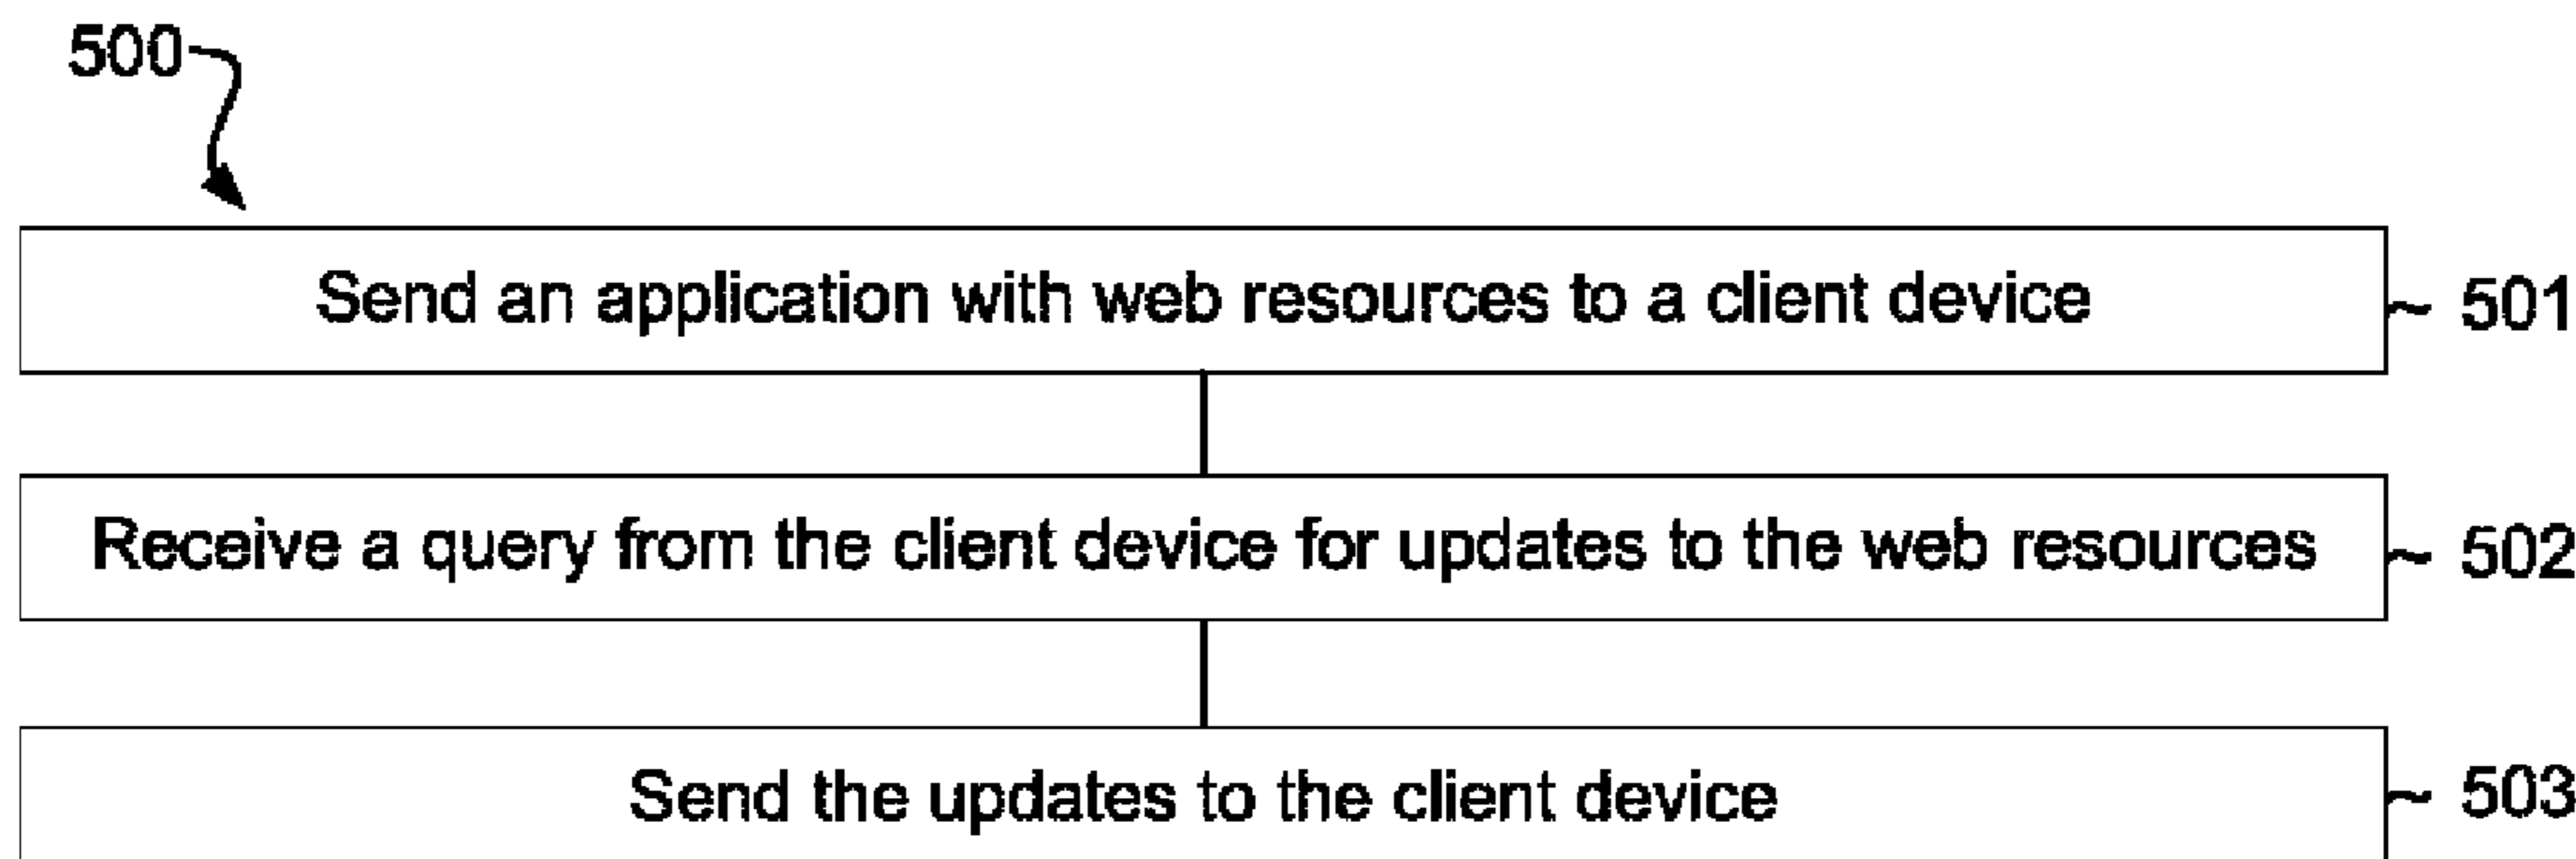 500
Send an application with web resources to a client device 501
Receive a query from the client device for updates to the web resources 502
Send the updates to the client device 503